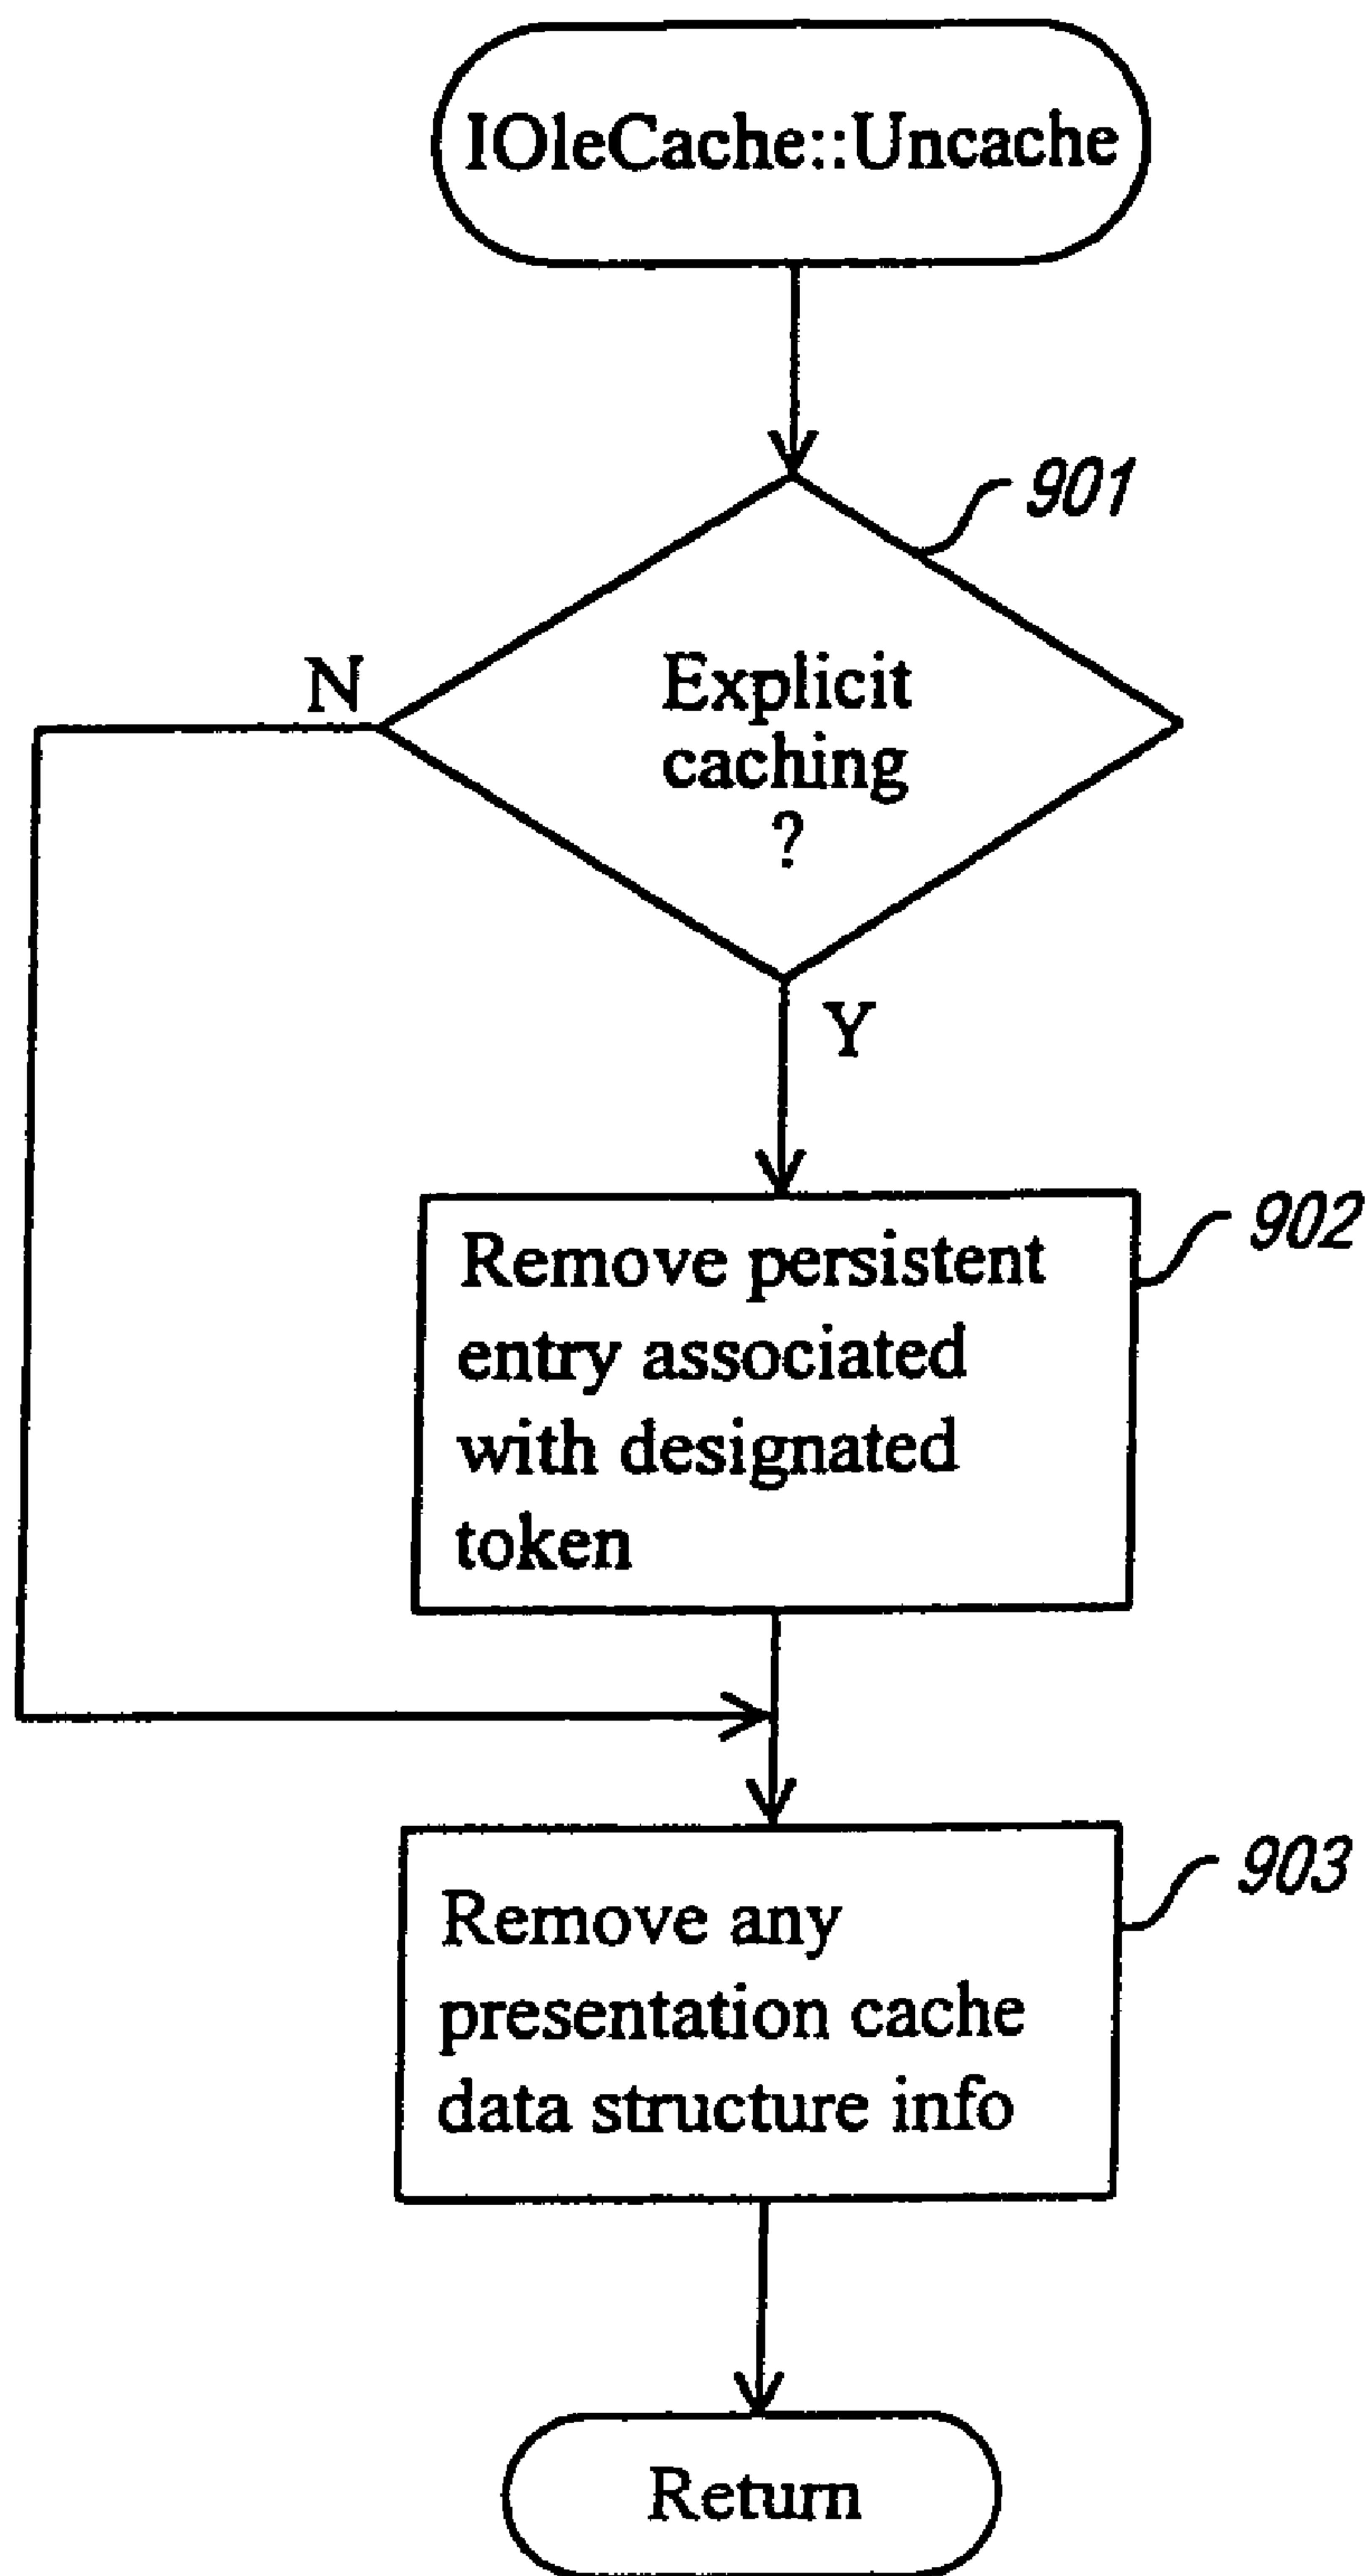 IOleCache::Uncache
901
N
Explicit
caching
?
Y
902
Remove persistent
entry associated
with designated
token
903
Remove any
presentation cache
data structure info
Return